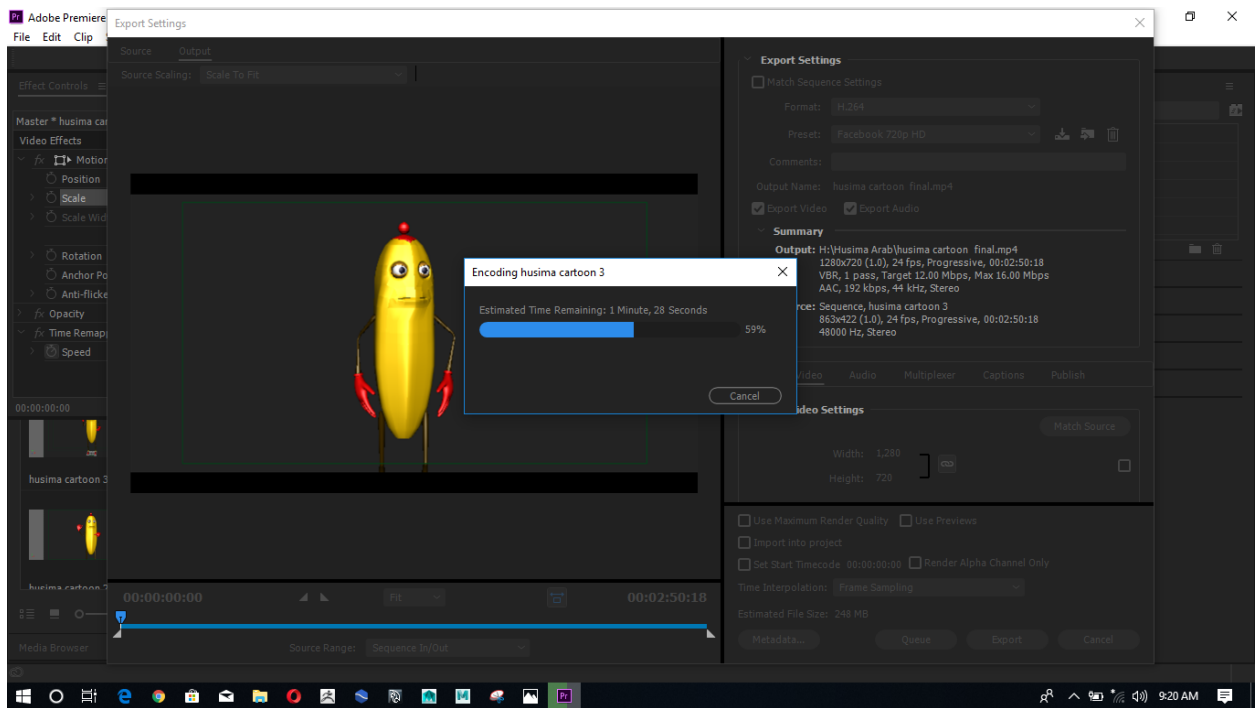 Pr Adobe Premiere
Export Settings
File Edit Clip
Source Output
Source Scaling: Scale To Fit
Effect Controls
Master * husima car
Video Effects
fx Motion
Position
Scale
Scale Wid
Rotation
Anchor Po
Anti-flicke
fx Opacity
fx Time Remap
Speed
00:00:00:00
husima cartoon 3
husima cartoon 2
Media Browser
00:00:00:00 Fit 00:02:50:18
Source Range: Sequence In/Out
Encoding husima cartoon 3
Estimated Time Remaining: 1 Minute, 28 Seconds
59%
Cancel
Export Settings
Match Sequence Settings
Format: H.264
Preset: Facebook 720p HD
Comments:
Output Name: husima cartoon final.mp4
Export Video Export Audio
Summary
Output: H:\Husima Arab\husima cartoon final.mp4
1280x720 (1.0), 24 fps, Progressive, 00:02:50:18
VBR, 1 pass, Target 12.00 Mbps, Max 16.00 Mbps
AAC, 192 kbps, 44 kHz, Stereo
rce: Sequence, husima cartoon 3
863x422 (1.0), 24 fps, Progressive, 00:02:50:18
48000 Hz, Stereo
Video Audio Multiplexer Captions Publish
ideo Settings
Match Source
Width: 1,280
Height: 720
Use Maximum Render Quality Use Previews
Import into project
Set Start Timecode 00:00:00:00 Render Alpha Channel Only
Time Interpolation: Frame Sampling
Estimated File Size: 248 MB
Metadata... Queue Export Cancel
Pr
9:20 AM